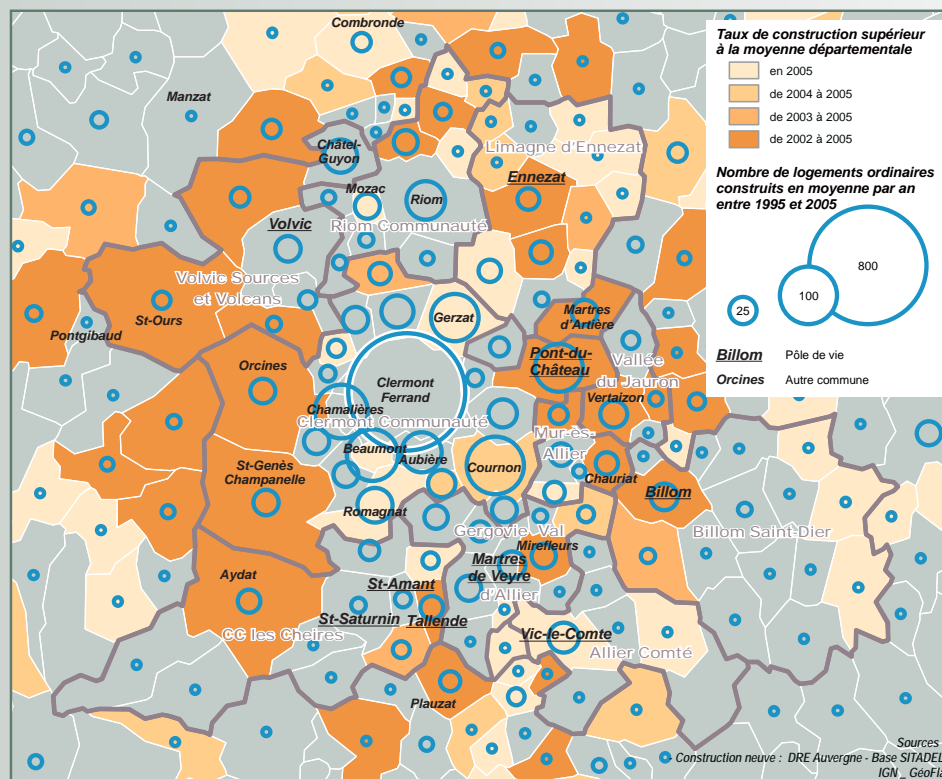 Combronde
Manzat
Châtel-
Guyon
Limagne d'Ennezat
Mozac
Riom
Ennezat
Volvic
Riom Communauté
Volvic Sources
et Volcans
St-Ours
Pontgibaud
Gerzat
Martres
d'Artière
Orcines
Clermont
Ferrand
Pont-du-
Château
Vallée
du Jauron
Vertaizon
Chamalières
Clermont Communauté
Mur-ès-
Allier
Beaumont
Aubière
Cournon
Chauriat
St-Genès
Champanelle
Billom
Romagnat
Gergovie Val
Billom Saint-Dier
Mirefleurs
Martres
de Veyre
d'Allier
Aydat
St-Amant
St-Saturnin
Tallende
CC les Cheires
Vic-le-Comte
Allier Comté
Plauzat
Taux de construction supérieur
à la moyenne départementale
en 2005
de 2004 à 2005
de 2003 à 2005
de 2002 à 2005
Nombre de logements ordinaires
construits en moyenne par an
entre 1995 et 2005
800
100
25
Billom Pôle de vie
Orcines Autre commune
Sources
Construction neuve : DRE Auvergne - Base SITADEL
IGN GéoFla